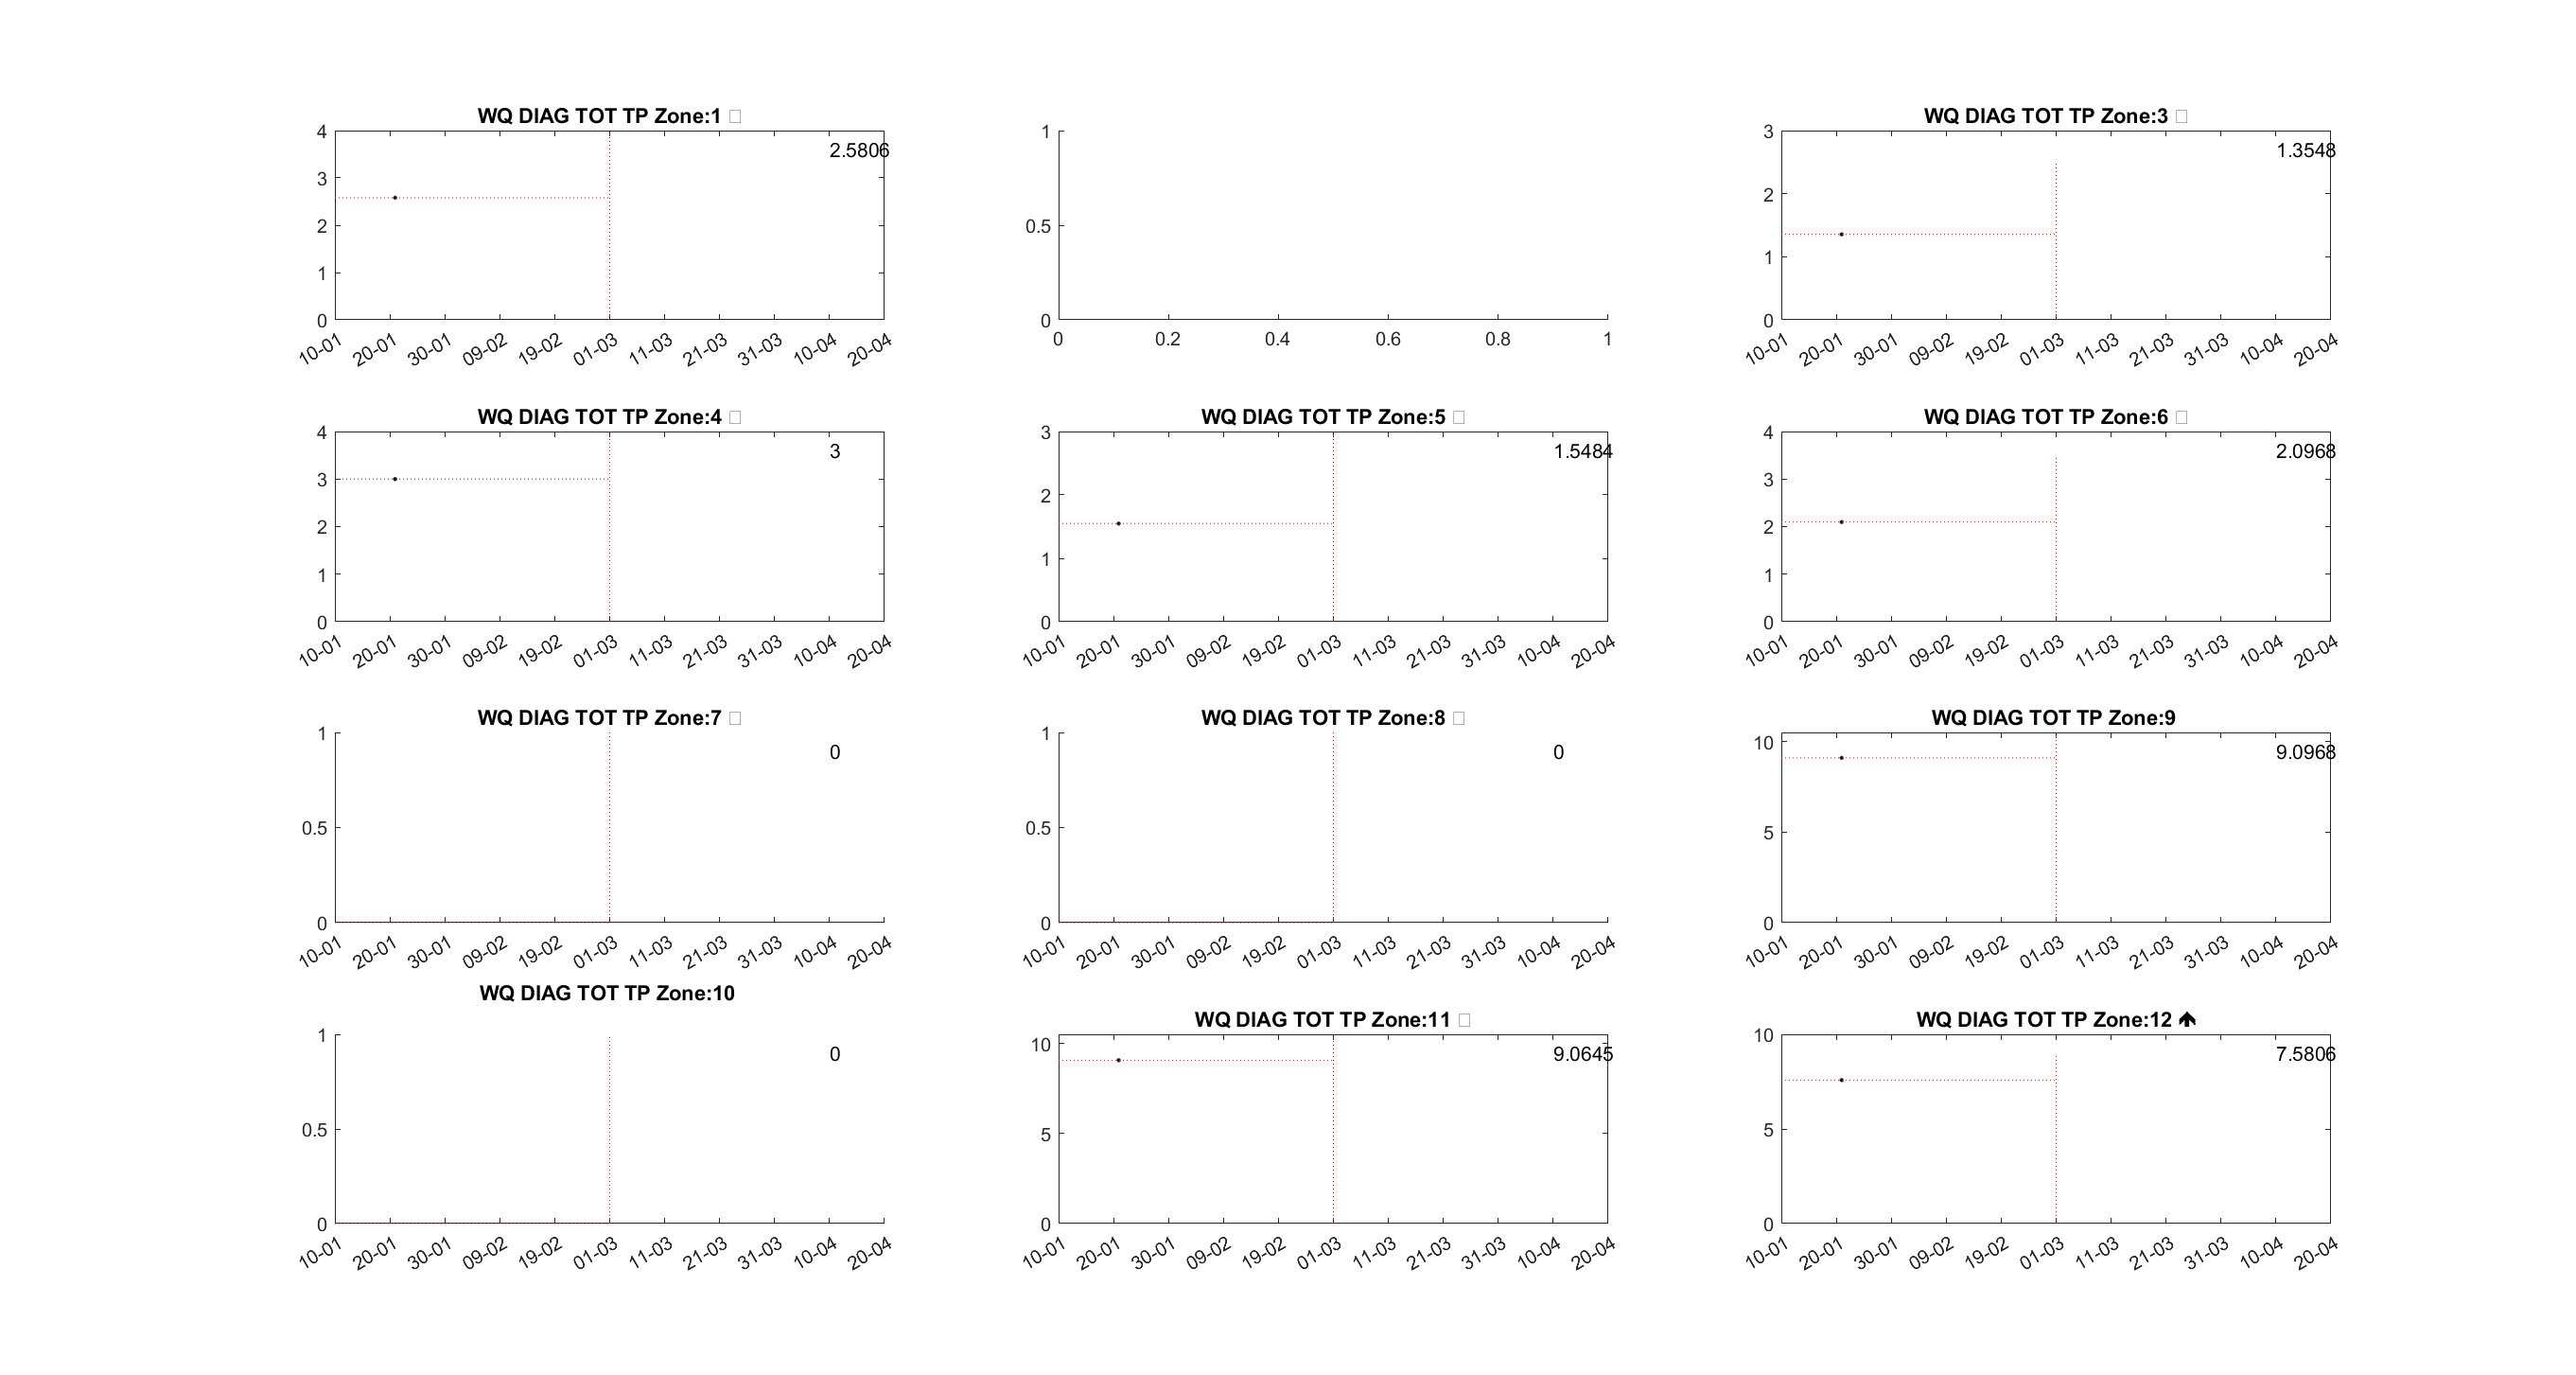 WQ DIAG TOT TP Zone:1 □
4
3
2
1
0
2.5806
10-01 20-01 30-01 09-02 19-02 01-03 11-03 21-03 31-03 10-04 20-04
1
0.5
0
0 0.2 0.4 0.6 0.8 1
WQ DIAG TOT TP Zone:3 □
3
2
1
0
1.3548
10-01 20-01 30-01 09-02 19-02 01-03 11-03 21-03 31-03 10-04 20-04
WQ DIAG TOT TP Zone:4 □
4
3
2
1
0
3
10-01 20-01 30-01 09-02 19-02 01-03 11-03 21-03 31-03 10-04 20-04
WQ DIAG TOT TP Zone:5 □
3
2
1
0
1.5484
10-01 20-01 30-01 09-02 19-02 01-03 11-03 21-03 31-03 10-04 20-04
WQ DIAG TOT TP Zone:6 □
4
3
2
1
0
2.0968
10-01 20-01 30-01 09-02 19-02 01-03 11-03 21-03 31-03 10-04 20-04
WQ DIAG TOT TP Zone:7 □
1
0.5
0
0
10-01 20-01 30-01 09-02 19-02 01-03 11-03 21-03 31-03 10-04 20-04
WQ DIAG TOT TP Zone:8 □
1
0.5
0
0
10-01 20-01 30-01 09-02 19-02 01-03 11-03 21-03 31-03 10-04 20-04
WQ DIAG TOT TP Zone:9
10
5
0
9.0968
10-01 20-01 30-01 09-02 19-02 01-03 11-03 21-03 31-03 10-04 20-04
WQ DIAG TOT TP Zone:10
1
0.5
0
0
10-01 20-01 30-01 09-02 19-02 01-03 11-03 21-03 31-03 10-04 20-04
WQ DIAG TOT TP Zone:11 □
10
5
0
9.0645
10-01 20-01 30-01 09-02 19-02 01-03 11-03 21-03 31-03 10-04 20-04
WQ DIAG TOT TP Zone:12 🡹
10
5
0
7.5806
10-01 20-01 30-01 09-02 19-02 01-03 11-03 21-03 31-03 10-04 20-04